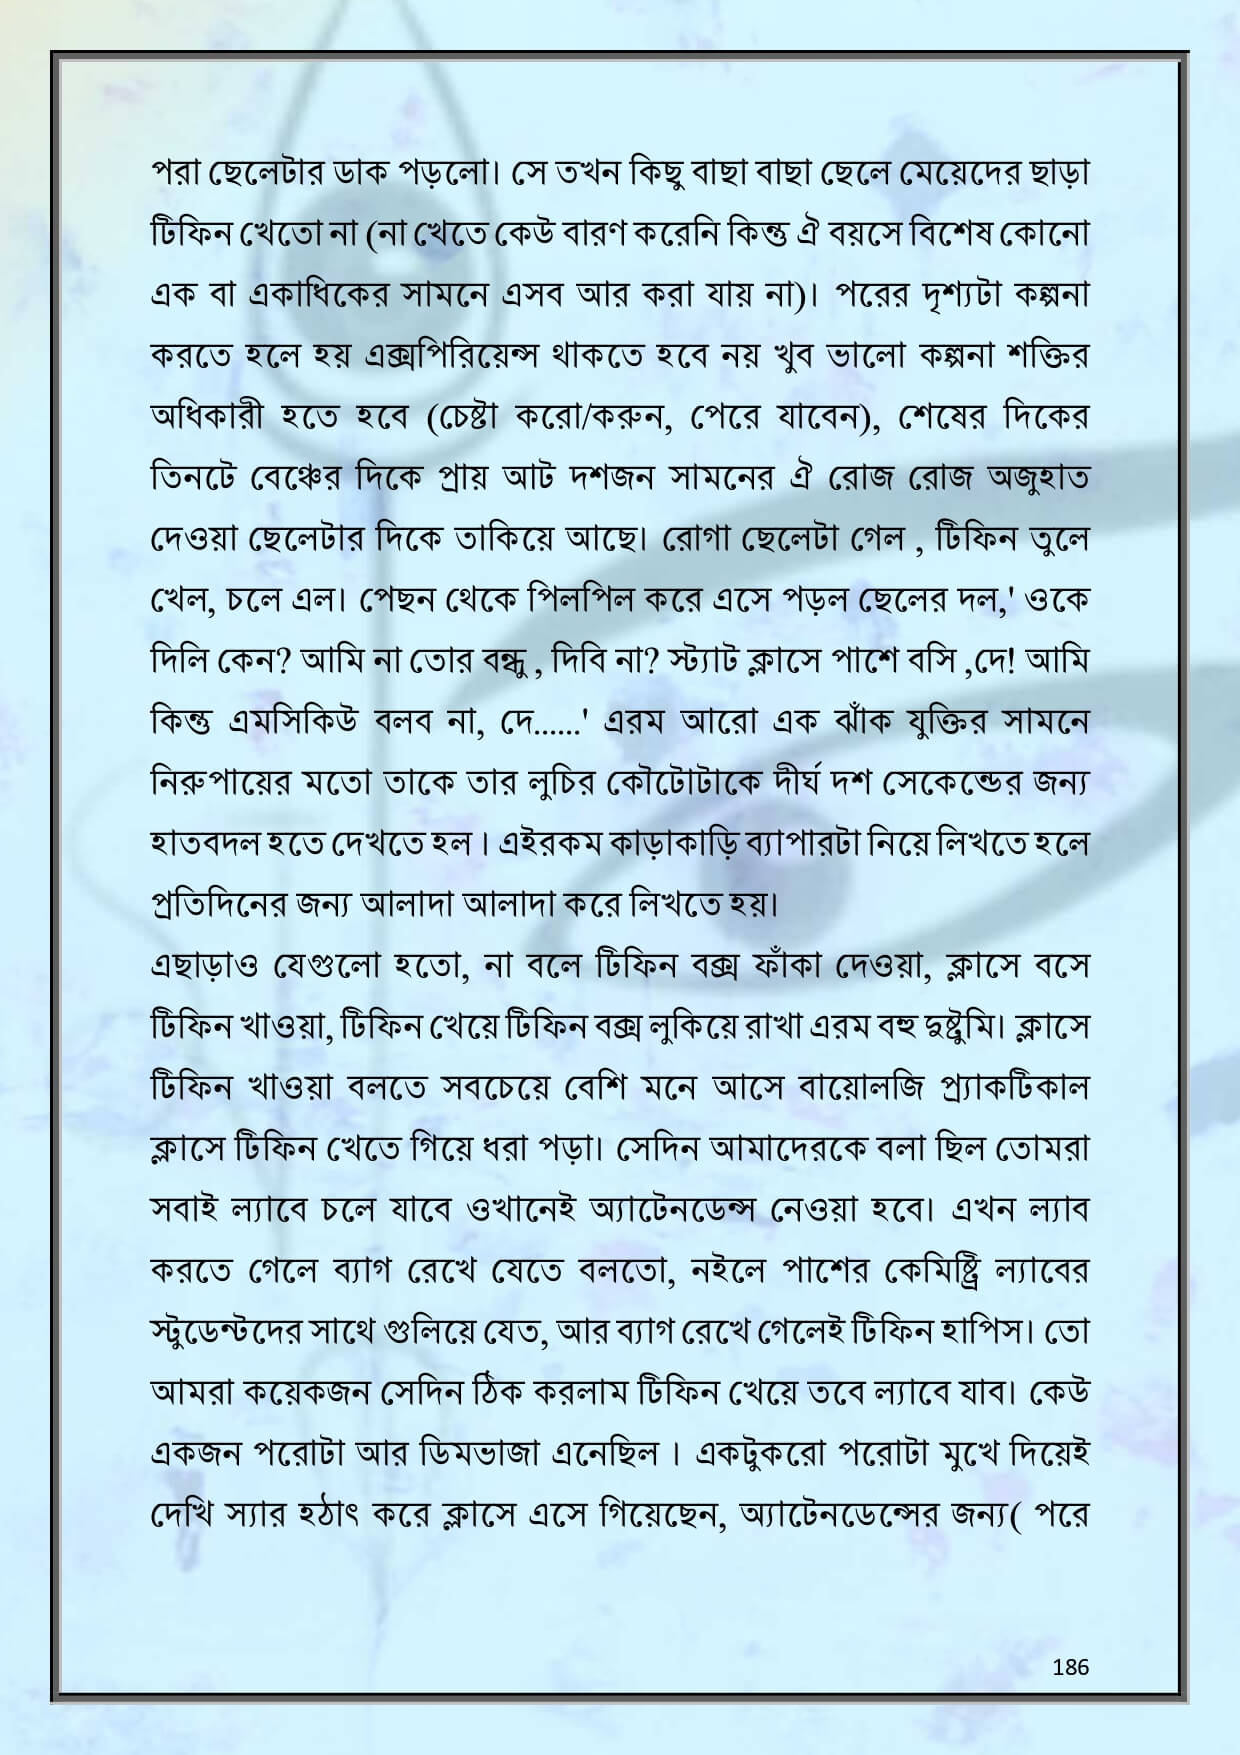 পরা ছেলেটার ডাক পড়লো। সে তখন কিছু বাছা বাছা ছেলে মেয়েদের ছাড়া
টিফিন খেতো না (না খেতে কেউ বারণ করেনি কিন্তু ঐ বয়সে বিশেষ কোনো
এক বা একাধিকের সামনে এসব আর করা যায় না)। পরের দৃশ্যটা কল্পনা
করতে হলে হয় এক্সপিরিয়েন্স থাকতে হবে নয় খুব ভালো কল্পনা শক্তির
অধিকারী হতে হবে (চেষ্টা করো/করুন, পেরে যাবেন), শেষের দিকের
তিনটে বেঞ্চের দিকে প্রায় আট দশজন সামনের ঐ রোজ রোজ অজুহাত
দেওয়া ছেলেটার দিকে তাকিয়ে আছে। রোগা ছেলেটা গেল , টিফিন তুলে
খেল, চলে এল। পেছন থেকে পিলপিল করে এসে পড়ল ছেলের দল,' ওকে
দিলি কেন? আমি না তোর বন্ধু , দিবি না? স্ট্যাট ক্লাসে পাশে বসি ,দে! আমি
কিন্তু এমসিকিউ বলব না, দে......' এরম আরো এক ঝাঁক যুক্তির সামনে
নিরুপায়ের মতো তাকে তার লুচির কৌটোটাকে দীর্ঘ দশ সেকেন্ডের জন্য
হাতবদল হতে দেখতে হল । এইরকম কাড়াকাড়ি ব্যাপারটা নিয়ে লিখতে হলে
প্রতিদিনের জন্য আলাদা আলাদা করে লিখতে হয়।
এছাড়াও যেগুলো হতো, না বলে টিফিন বক্স ফাঁকা দেওয়া, ক্লাসে বসে
টিফিন খাওয়া, টিফিন খেয়ে টিফিন বক্স লুকিয়ে রাখা এরম বহু দুষ্টুমি। ক্লাসে
টিফিন খাওয়া বলতে সবচেয়ে বেশি মনে আসে বায়োলজি প্র্যাকটিকাল
ক্লাসে টিফিন খেতে গিয়ে ধরা পড়া। সেদিন আমাদেরকে বলা ছিল তোমরা
সবাই ল্যাবে চলে যাবে ওখানেই অ্যাটেনডেন্স নেওয়া হবে। এখন ল্যাব
করতে গেলে ব্যাগ রেখে যেতে বলতো, নইলে পাশের কেমিষ্ট্রি ল্যাবের
স্টুডেন্টদের সাথে গুলিয়ে যেত, আর ব্যাগ রেখে গেলেই টিফিন হাপিস। তো
আমরা কয়েকজন সেদিন ঠিক করলাম টিফিন খেয়ে তবে ল্যাবে যাব। কেউ
একজন পরোটা আর ডিমভাজা এনেছিল । একটুকরো পরোটা মুখে দিয়েই
দেখি স্যার হঠাৎ করে ক্লাসে এসে গিয়েছেন, অ্যাটেনডেন্সের জন্য( পরে
186